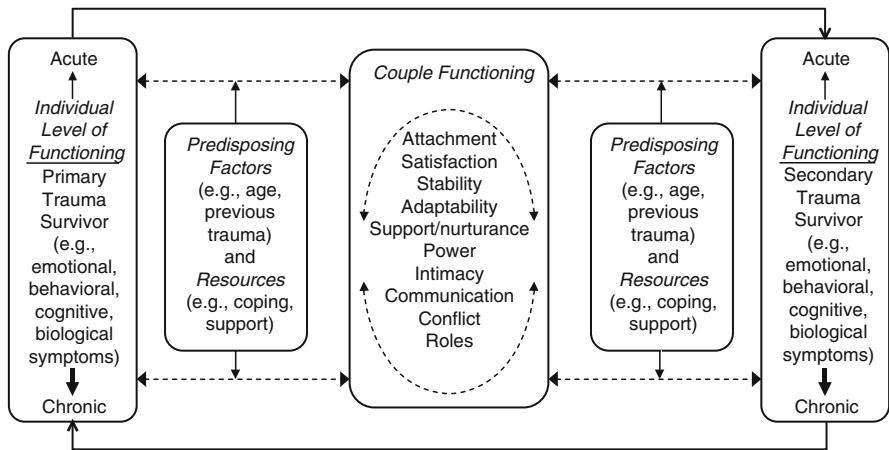 Acute
Individual
Level of
Functioning
Primary
Trauma
Survivor
(e.g.,
emotional,
behavioral,
cognitive,
biological
symptoms)
Chronic
Predisposing
Factors
(e.g., age,
previous
trauma)
and
Resources
(e.g., coping,
support)
Couple Functioning
Attachment
Satisfaction
Stability
Adaptability
Support/nurturance
Power
Intimacy
Communication
Conflict
Roles
Predisposing
Factors
(e.g., age,
previous
trauma)
and
Resources
(e.g., coping,
support)
Acute
Individual
Level of
Functioning
Secondary
Trauma
Survivor
(e.g.,
emotional,
behavioral,
cognitive,
biological
symptoms)
Chronic